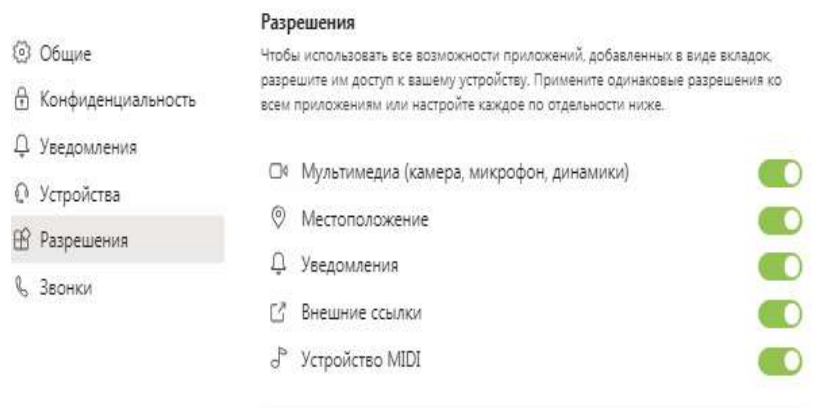 Общие
Конфиденциальность
Уведомления
Устройства
Разрешения
Звонки
Разрешения
Чтобы использовать все возможности приложений, добавленных в виде вкладок,
разрешите им доступ к вашему устройству. Примените одинаковые разрешения ко
всем приложениям или настройте каждое по отдельности ниже.
Мультимедиа (камера, микрофон, динамики)
Местоположение
Уведомления
Внешние ссылки
Устройство MIDI